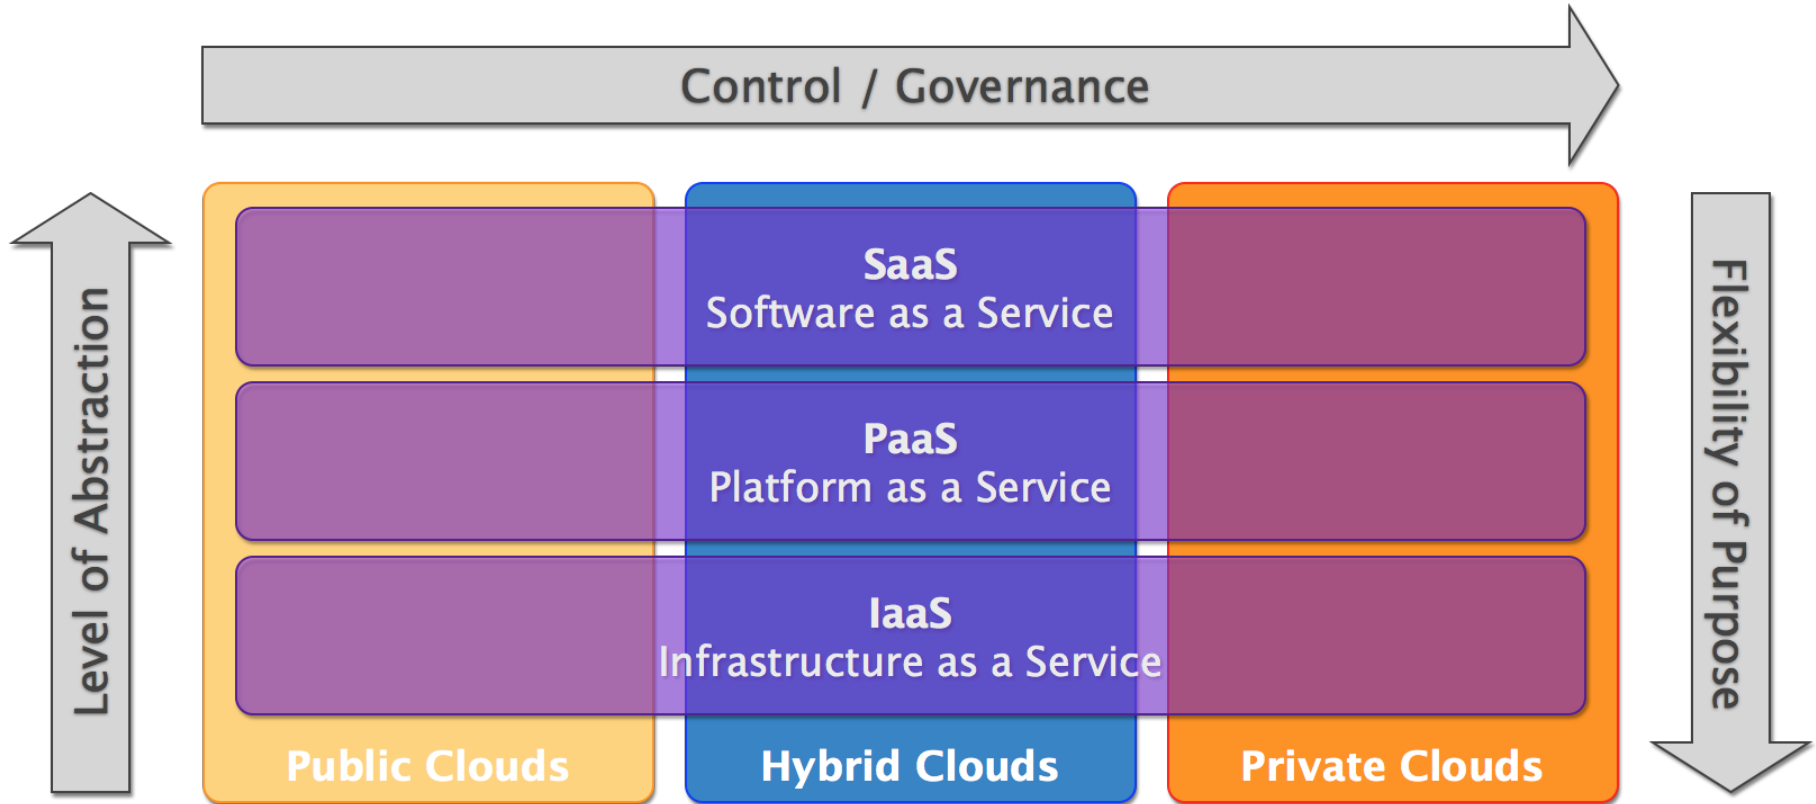 Control / Governance
Level of Abstraction
SaaS
Software as a Service
PaaS
Platform as a Service
IaaS
Infrastructure as a Service
Public Clouds
Hybrid Clouds
Private Clouds
Flexibility of Purpose